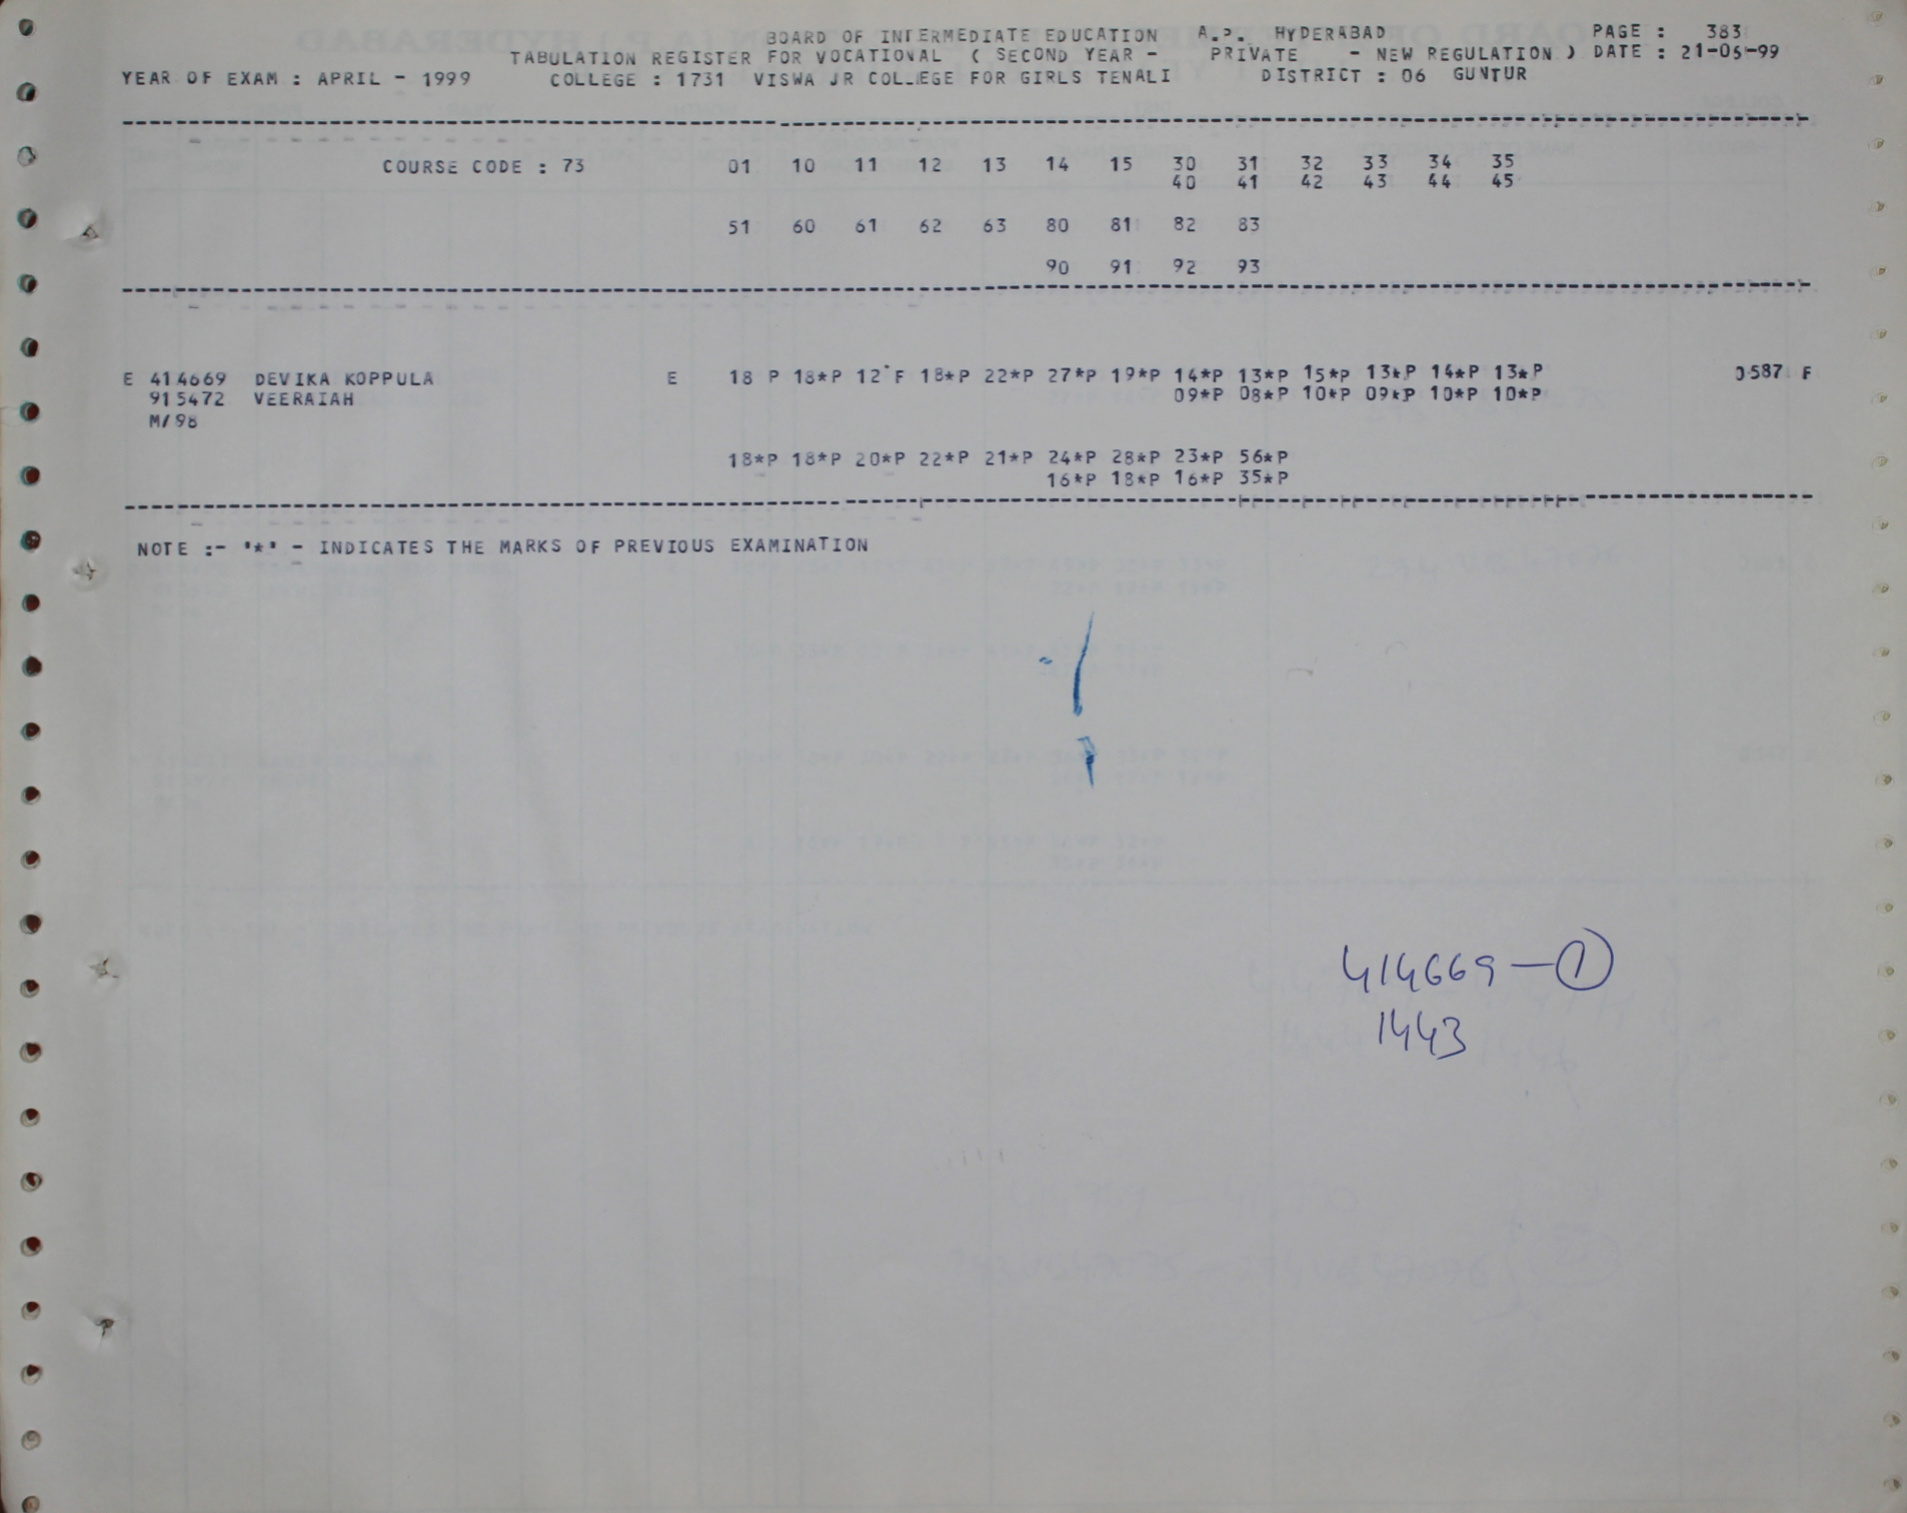 BOARD OF INTERMEDIATE EDUCATION A.P. HYDERABAD PAGE : 383
TABULATION REGISTER FOR VOCATIONAL ( SECOND YEAR - PRIVATE - NEW REGULATION ) DATE : 21-05-99
YEAR OF EXAM : APRIL - 1999 COLLEGE : 1731 VISWA JR COLLEGE FOR GIRLS TENALI DISTRICT : 06 GUNTUR
COURSE CODE : 73 01 10 11 12 13 14 15 30 31 32 33 34 35
40 41 42 43 44 45
51 60 61 62 63 80 81 82 83
90 91 92 93
E 414669 DEVIKA KOPPULA E 18 P 18*P 12 F 18*P 22*P 27*P 19*P 14*P 13*P 15*P 13*P 14*P 13*P 0587 F
915472 VEERAIAH 09*P 08*P 10*P 09*P 10*P 10*P
M/98
18*P 18*P 20*P 22*P 21*P 24*P 28*P 23*P 56*P
16*P 18*P 16*P 35*P
NOTE :- '*' - INDICATES THE MARKS OF PREVIOUS EXAMINATION
414669 — 1
1443